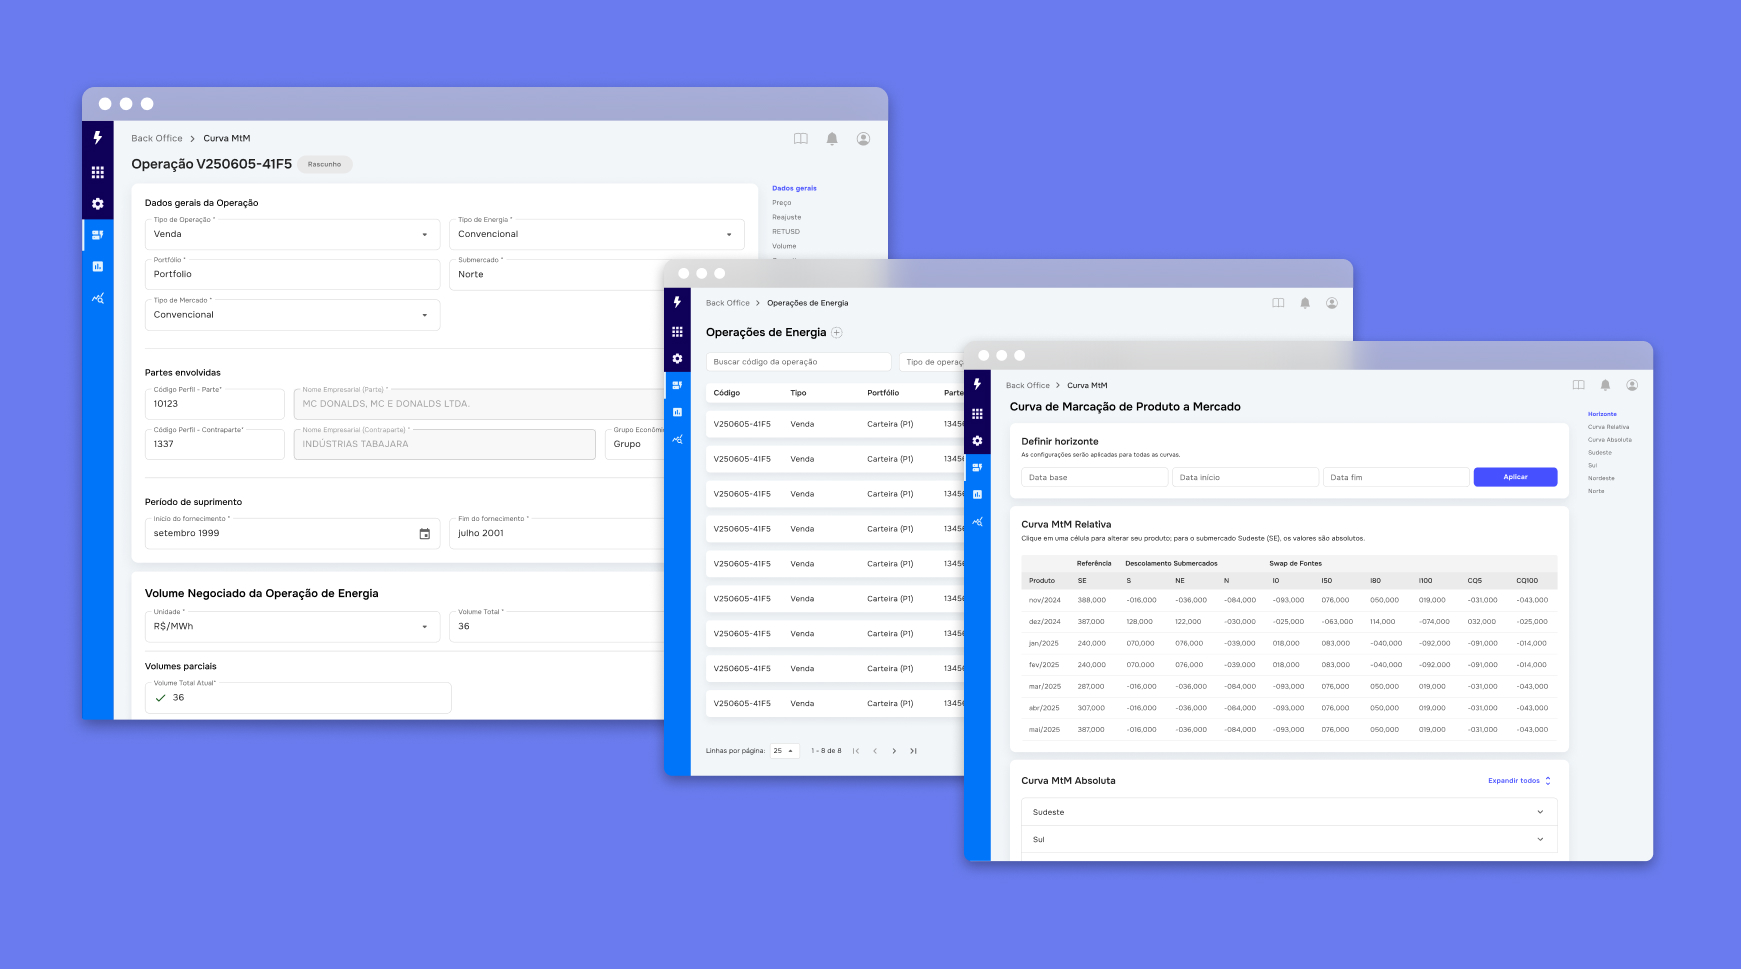 Back Office > Curva MtM
Operação V250605-41F5 Rascunho
Dados gerais da Operação
Tipo de Operação * Tipo de Energia *
Venda Convencional
Portfólio * Submercado *
Portfolio Norte
Tipo de Mercado *
Convencional
Partes envolvidas
Código Perfil - Parte* Nome Empresarial (Parte) *
10123 MC DONALDS, MC E DONALDS LTDA.
Código Perfil - Contraparte* Nome Empresarial (Contraparte) *
1337 INDÚSTRIAS TABAJARA Grupo
Período de suprimento
Início do fornecimento * Fim do fornecimento *
setembro 1999 julho 2001
Volume Negociado da Operação de Energia
Unidade * Volume Total *
R$/MWh 36
Volumes parciais
Volume Total Atual*
36
Dados gerais
Preço
Reajuste
RETUSD
Volume
Back Office > Operações de Energia
Operações de Energia
Buscar código da operação Tipo de
Código Tipo Portfólio Parte
V250605-41F5 Venda Carteira (P1)
V250605-41F5 Venda Carteira (P1)
V250605-41F5 Venda Carteira (P1)
V250605-41F5 Venda Carteira (P1)
V250605-41F5 Venda Carteira (P1)
V250605-41F5 Venda Carteira (P1)
V250605-41F5 Venda Carteira (P1)
V250605-41F5 Venda Carteira (P1)
V250605-41F5 Venda Carteira (P1)
Linhas por página: 25 1 - 8 de 8
Back Office > Curva MtM
Curva de Marcação de Produto a Mercado
Definir horizonte
As configurações serão aplicadas para todas as curvas.
Data base Data início Data fim Aplicar
Curva MtM Relativa
Clique em uma célula para alterar seu produto; para o submercado Sudeste (SE), os valores são absolutos.
Referência Descolamento Submercados Swap de Fontes
Produto SE S NE N I0 I50 I80 I100 CQ5 CQ100
nov/2024 388,000 -016,000 -036,000 -084,000 -093,000 076,000 050,000 019,000 -031,000 -043,000
dez/2024 387,000 128,000 122,000 -030,000 -025,000 -063,000 114,000 -074,000 032,000 -025,000
jan/2025 240,000 070,000 076,000 -039,000 018,000 083,000 -040,000 -092,000 -091,000 -014,000
fev/2025 240,000 070.000 076,000 -039.000 018,000 083,000 -040,000 -092.000 -091,000 -014,000
mar/2025 287,000 -016,000 -036,000 -084,000 -093,000 076,000 050,000 019,000 -031,000 -043,000
abr/2025 307,000 -016,000 -036,000 -084,000 -093,000 076,000 050,000 019,000 -031,000 -043,000
mai/2025 387,000 -016,000 -036,000 -084,000 -093,000 076,000 050,000 019,000 -031,000 -043,000
Curva MtM Absoluta Expandir todos
Sudeste
Sul
Horizonte
Curva Relativa
Curva Absoluta
Sudeste
Sul
Nordeste
Norte